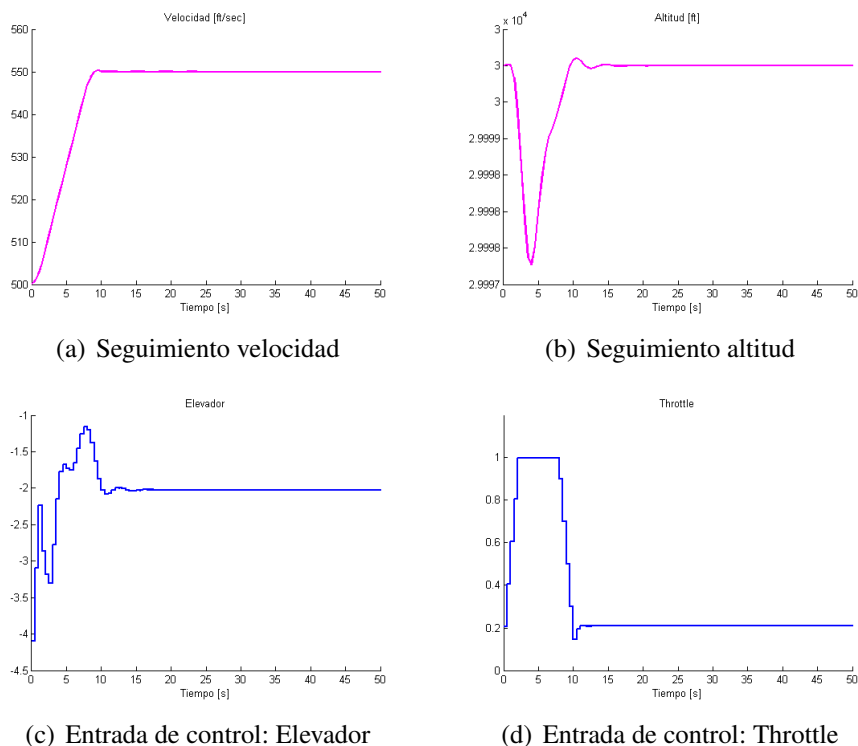 Velocidad [ft/sec]
560
550
540
530
520
510
500
0 5 10 15 20 25 30 35 40 45 50
Tiempo [s]
(a) Seguimiento velocidad
x 10⁴
Altitud [ft]
3
3
3
2.9999
2.9998
2.9998
2.9998
2.9997
0 5 10 15 20 25 30 35 40 45 50
Tiempo [s]
(b) Seguimiento altitud
Elevador
-1
-1.5
-2
-2.5
-3
-3.5
-4
-4.5
0 5 10 15 20 25 30 35 40 45 50
Tiempo [s]
(c) Entrada de control: Elevador
Throttle
1
0.8
0.6
0.4
0.2
0
0 5 10 15 20 25 30 35 40 45 50
Tiempo [s]
(d) Entrada de control: Throttle